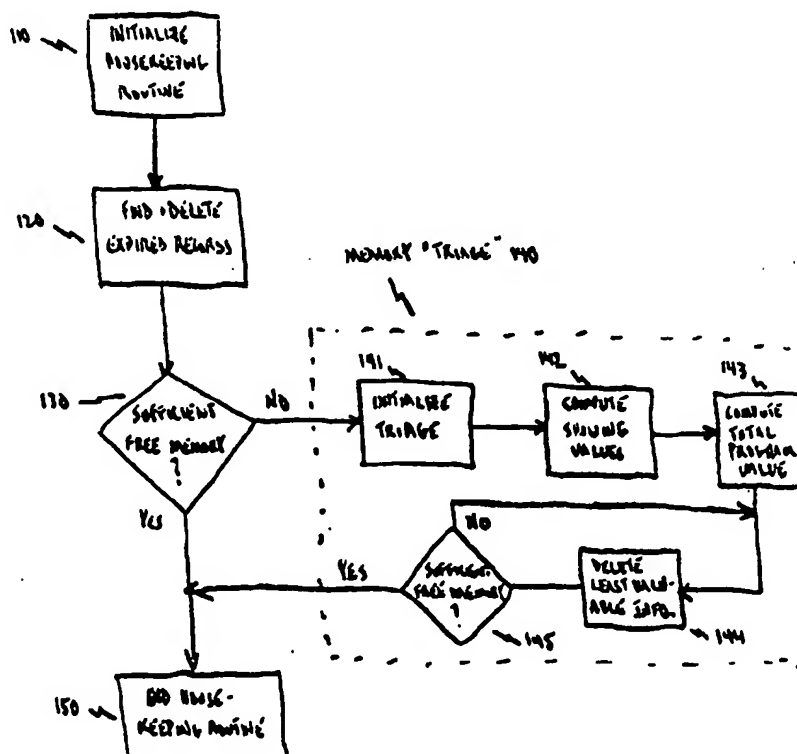 110
INITIALIZE
HOUSEKEEPING
ROUTINE
120
FIND + DELETE
EXPIRED RECORDS
MEMORY "TRIAGE" 140
130
SUFFICIENT
FREE MEMORY
?
NO
YES
141
INITIALIZE
TRIAGE
142
COMPUTE
SHOWING
VALUES
143
COMPUTE
TOTAL
PROGRAM
VALUE
NO
YES
SUFFICIENT
FREE MEMORY
?
145
DELETE
LEAST VALU-
ABLE INFO.
144
150
END HOUSE-
KEEPING ROUTINE